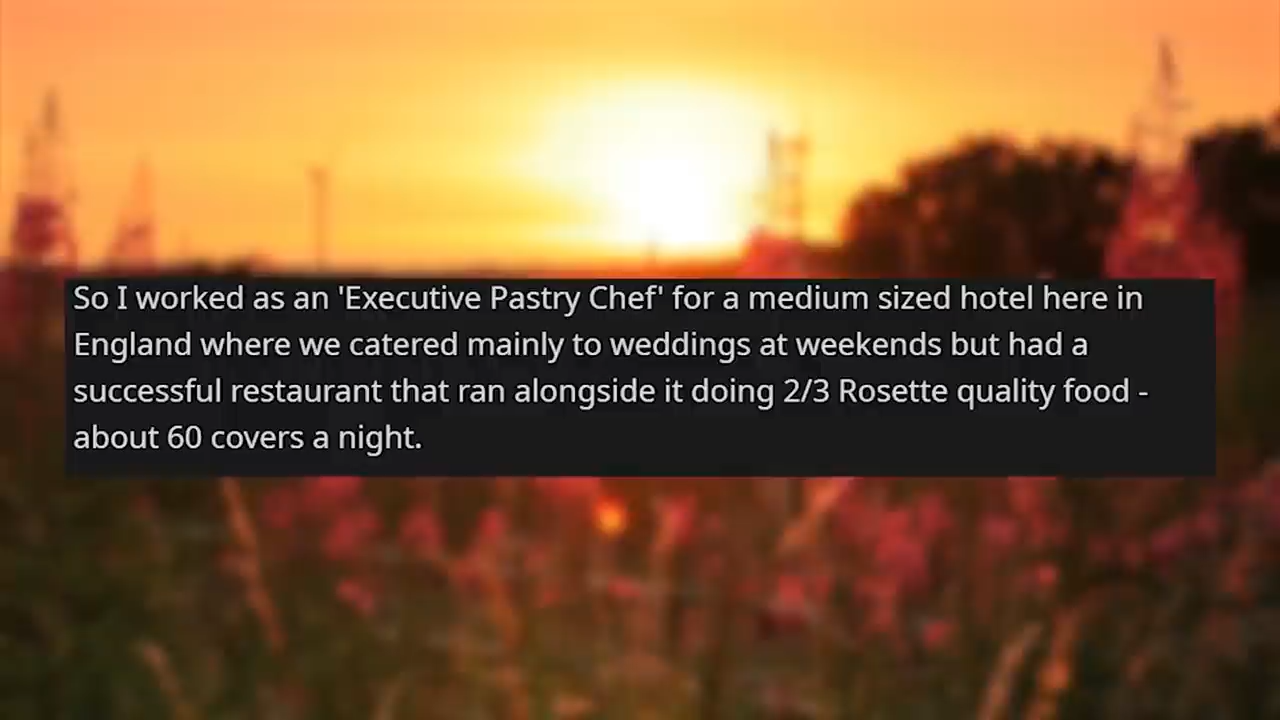 So I worked as an 'Executive Pastry Chef' for a medium sized hotel here in
England where we catered mainly to weddings at weekends but had a
successful restaurant that ran alongside it doing 2/3 Rosette quality food -
about 60 covers a night.